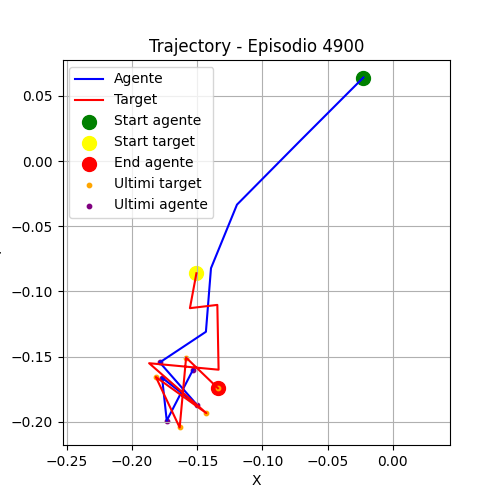 Trajectory - Episodio 4900
Agente
Target
Start agente
Start target
End agente
Ultimi target
Ultimi agente
0.05
0.00
−0.05
−0.10
−0.15
−0.20
−0.25
−0.20
−0.15
−0.10
−0.05
0.00
X